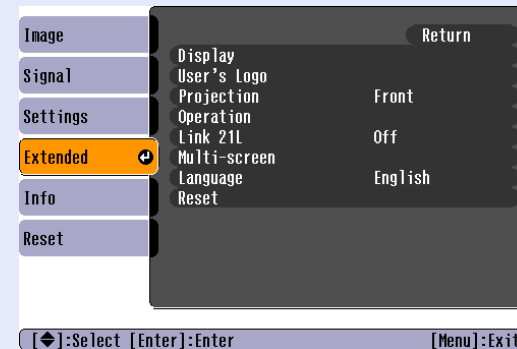 Image
Signal
Settings
Extended
Info
Reset
Return
Display
User's Logo
Projection Front
Operation
Link 21L Off
Multi-screen
Language English
Reset
[◆]:Select [Enter]:Enter [Menu]:Exit